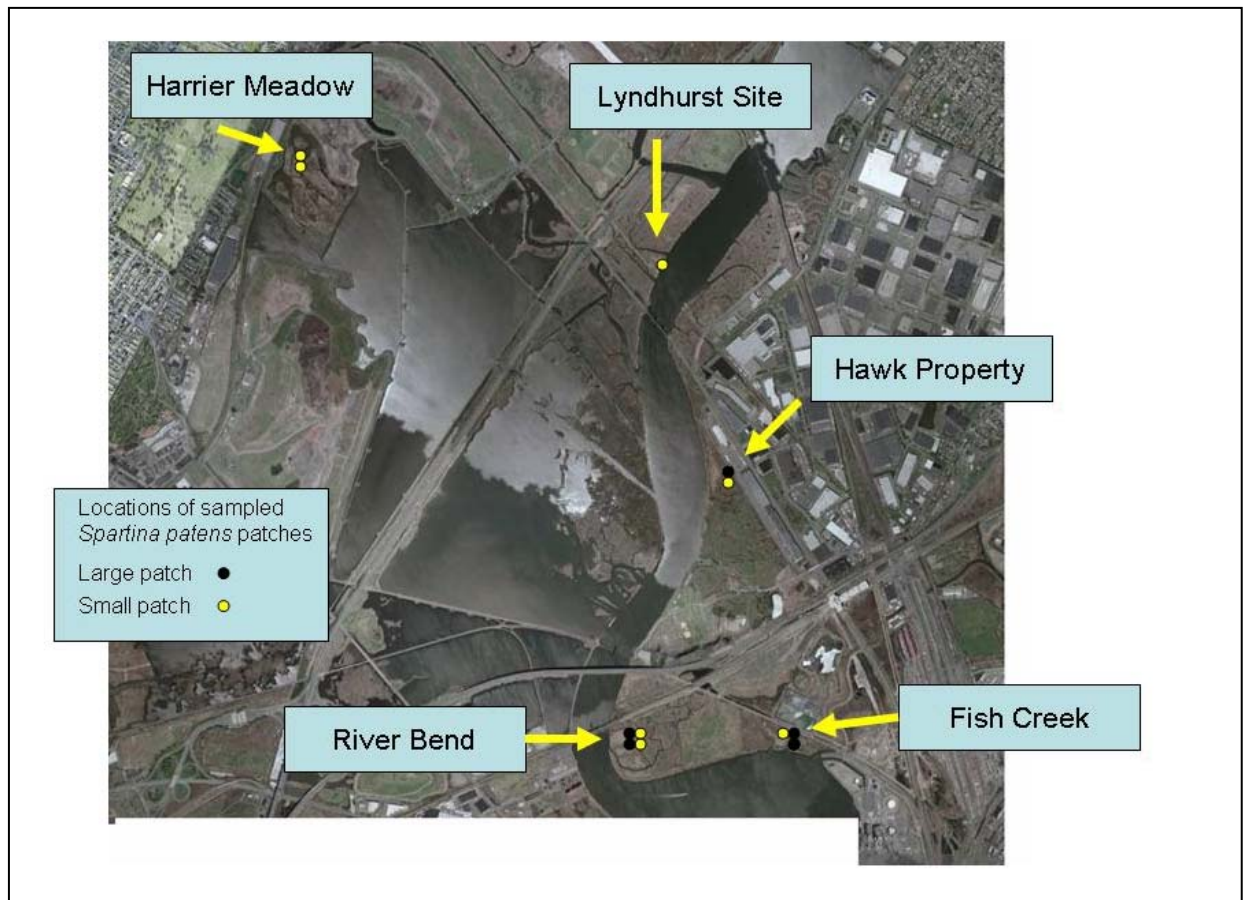 Harrier Meadow
Lyndhurst Site
Hawk Property
Locations of sampled
Spartina patens patches
Large patch
Small patch
River Bend
Fish Creek